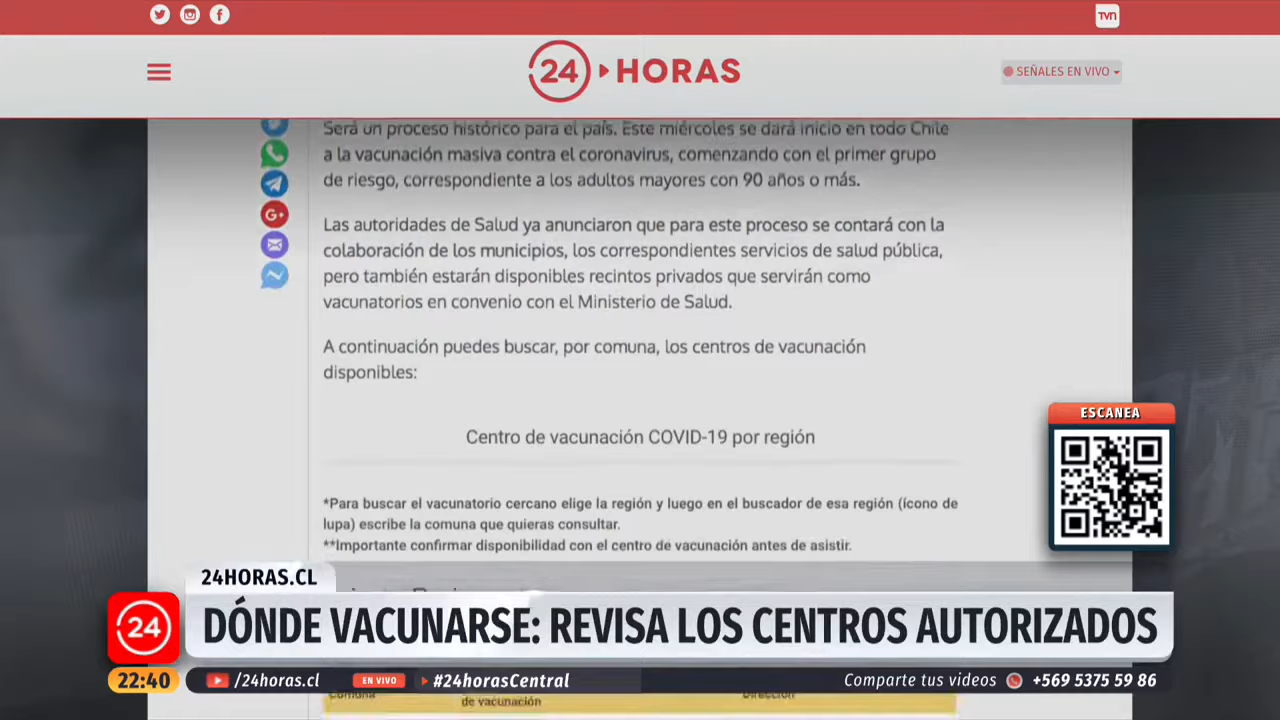 TVN
24 HORAS
SEÑALES EN VIVO
Será un proceso histórico para el país. Este miércoles se dará inicio en todo Chile
a la vacunación masiva contra el coronavirus, comenzando con el primer grupo
de riesgo, correspondiente a los adultos mayores con 90 años o más.
Las autoridades de Salud ya anunciaron que para este proceso se contará con la
colaboración de los municipios, los correspondientes servicios de salud pública,
pero también estarán disponibles recintos privados que servirán como
vacunatorios en convenio con el Ministerio de Salud.
A continuación puedes buscar, por comuna, los centros de vacunación
disponibles:
Centro de vacunación COVID-19 por región
*Para buscar el vacunatorio cercano elige la región y luego en el buscador de esa región (ícono de
lupa) escribe la comuna que quieras consultar.
**Importante confirmar disponibilidad con el centro de vacunación antes de asistir.
ESCANEA
24HORAS.CL
24
DÓNDE VACUNARSE: REVISA LOS CENTROS AUTORIZADOS
22:40
/24horas.cl
EN VIVO
#24horasCentral
Comparte tus videos
+569 5375 59 86
Comuna
de vacunación
Dirección